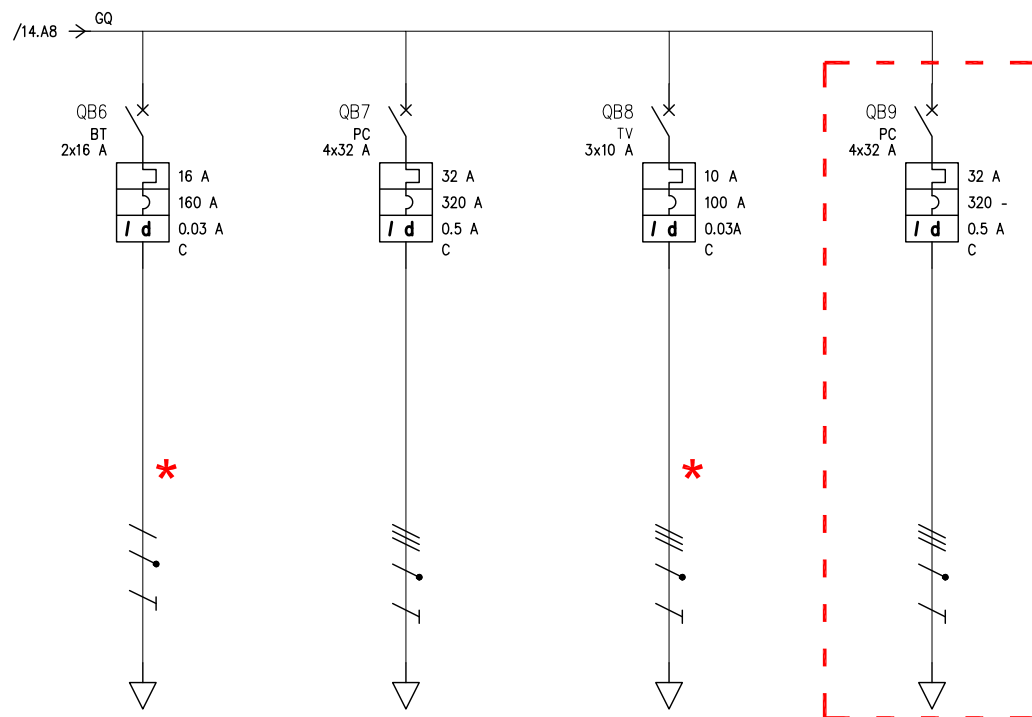 /14.A8 GQ
QB6
BT
2x16 A
16 A
160 A
I d 0.03 A
C
QB7
PC
4x32 A
32 A
320 A
I d 0.5 A
C
QB8
TV
3x10 A
10 A
100 A
I d 0.03A
C
QB9
PC
4x32 A
32 A
320 -
I d 0.5 A
C
*
*